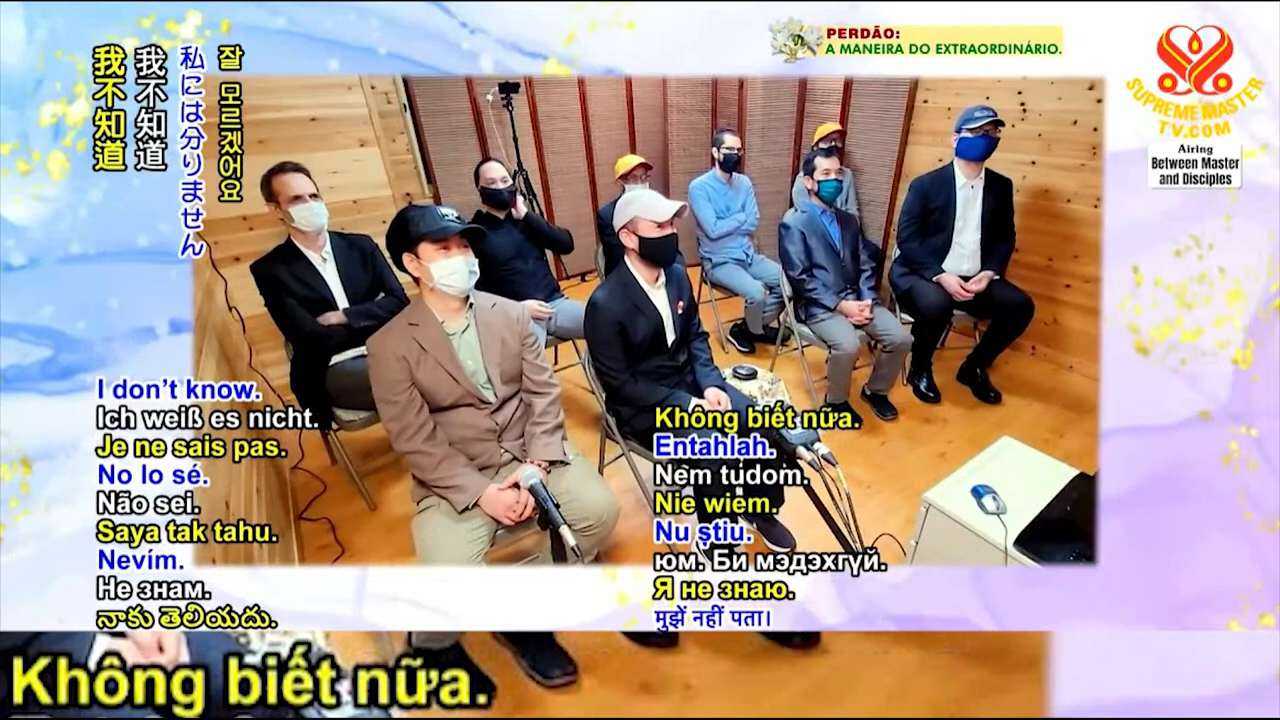 PERDÃO:
A MANEIRA DO EXTRAORDINÁRIO.
SUPREME MASTER
TV.COM
Airing
Between Master
and Disciples
잘 모르겠어요
私には分りません
我不知道
我不知道
I don't know.
Ich weiß es nicht.
Je ne sais pas.
No lo sé.
Não sei.
Saya tak tahu.
Nevím.
Не знам.
నాకు తెలియదు.
Không biết nữa.
Entahlah.
Nem tudom.
Nie wiem.
Nu știu.
юм. Би мэдэхгүй.
Я не знаю.
मुझें नहीं पता।
Không biết nữa.